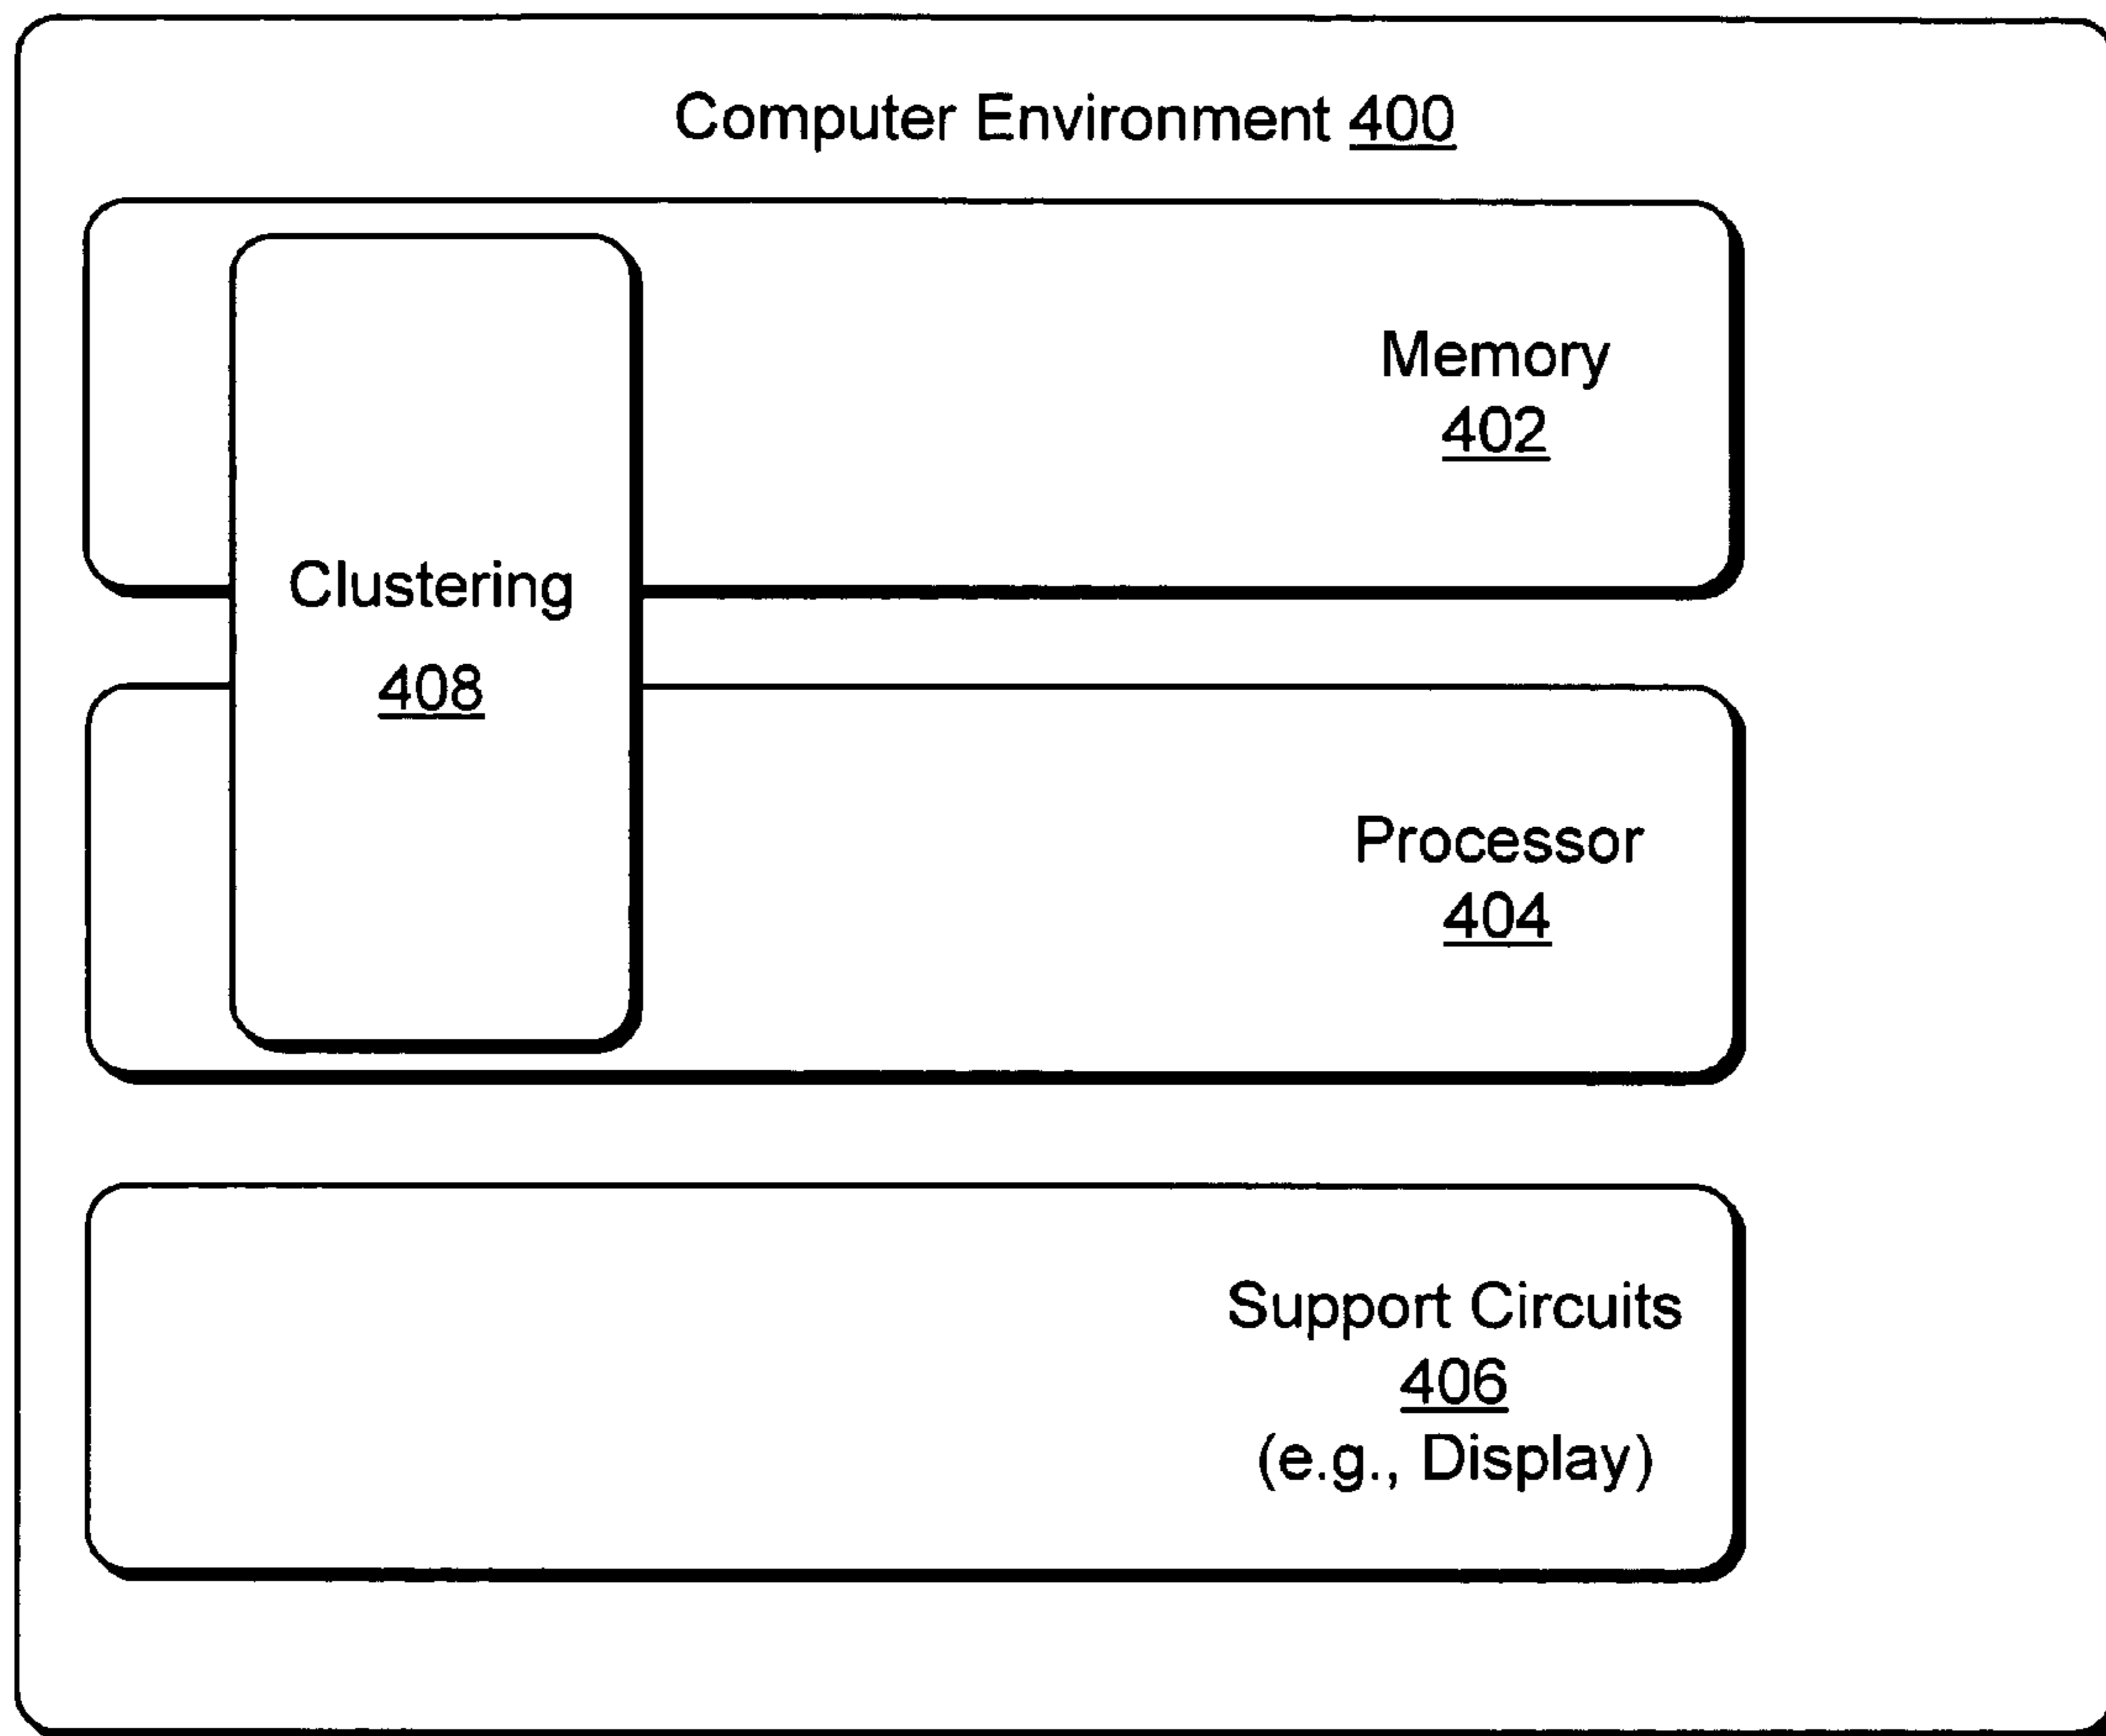 Computer Environment 400
Memory
402
Clustering
408
Processor
404
Support Circuits
406
(e.g., Display)